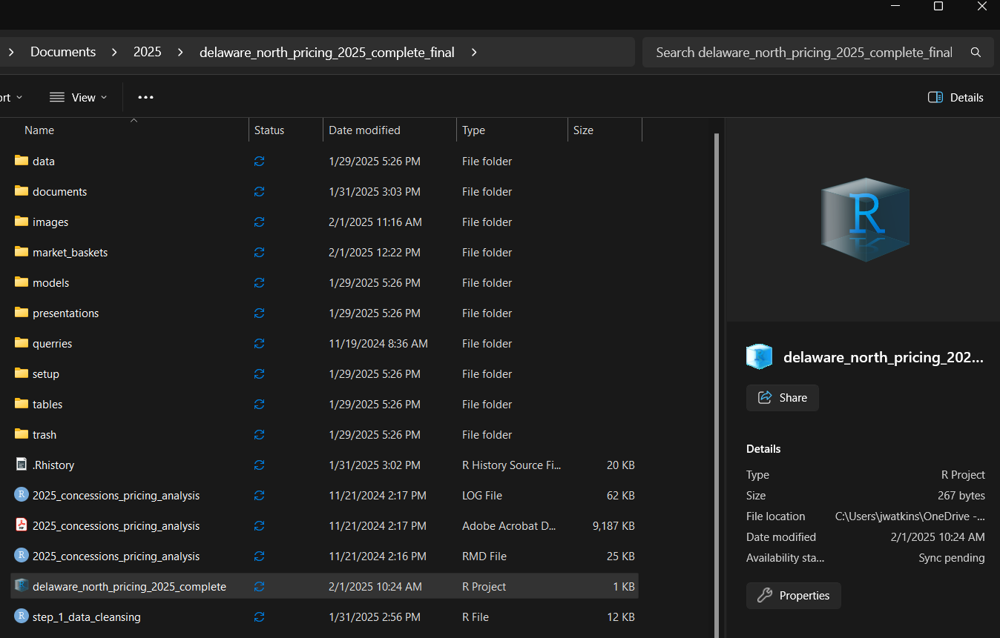 Documents 2025 delaware_north_pricing_2025_complete_final Search delaware_north_pricing_2025_complete_final
ort View ... Details
Name Status Date modified Type Size
data 1/29/2025 5:26 PM File folder
documents 1/31/2025 3:03 PM File folder
images 2/1/2025 11:16 AM File folder
market_baskets 2/1/2025 12:22 PM File folder
models 1/29/2025 5:26 PM File folder
presentations 1/29/2025 5:26 PM File folder
querries 11/19/2024 8:36 AM File folder
setup 1/29/2025 5:26 PM File folder
tables 1/29/2025 5:26 PM File folder
trash 1/29/2025 5:26 PM File folder
.Rhistory 1/31/2025 3:02 PM R History Source Fi... 20 KB
2025_concessions_pricing_analysis 11/21/2024 2:17 PM LOG File 62 KB
2025_concessions_pricing_analysis 11/21/2024 2:17 PM Adobe Acrobat D... 9,187 KB
2025_concessions_pricing_analysis 11/21/2024 2:16 PM RMD File 25 KB
delaware_north_pricing_2025_complete 2/1/2025 10:24 AM R Project 1 KB
step_1_data_cleansing 1/31/2025 2:56 PM R File 12 KB
R
delaware_north_pricing_202...
Share
Details
Type R Project
Size 267 bytes
File location C:\Users\jwatkins\OneDrive -...
Date modified 2/1/2025 10:24 AM
Availability sta... Sync pending
Properties